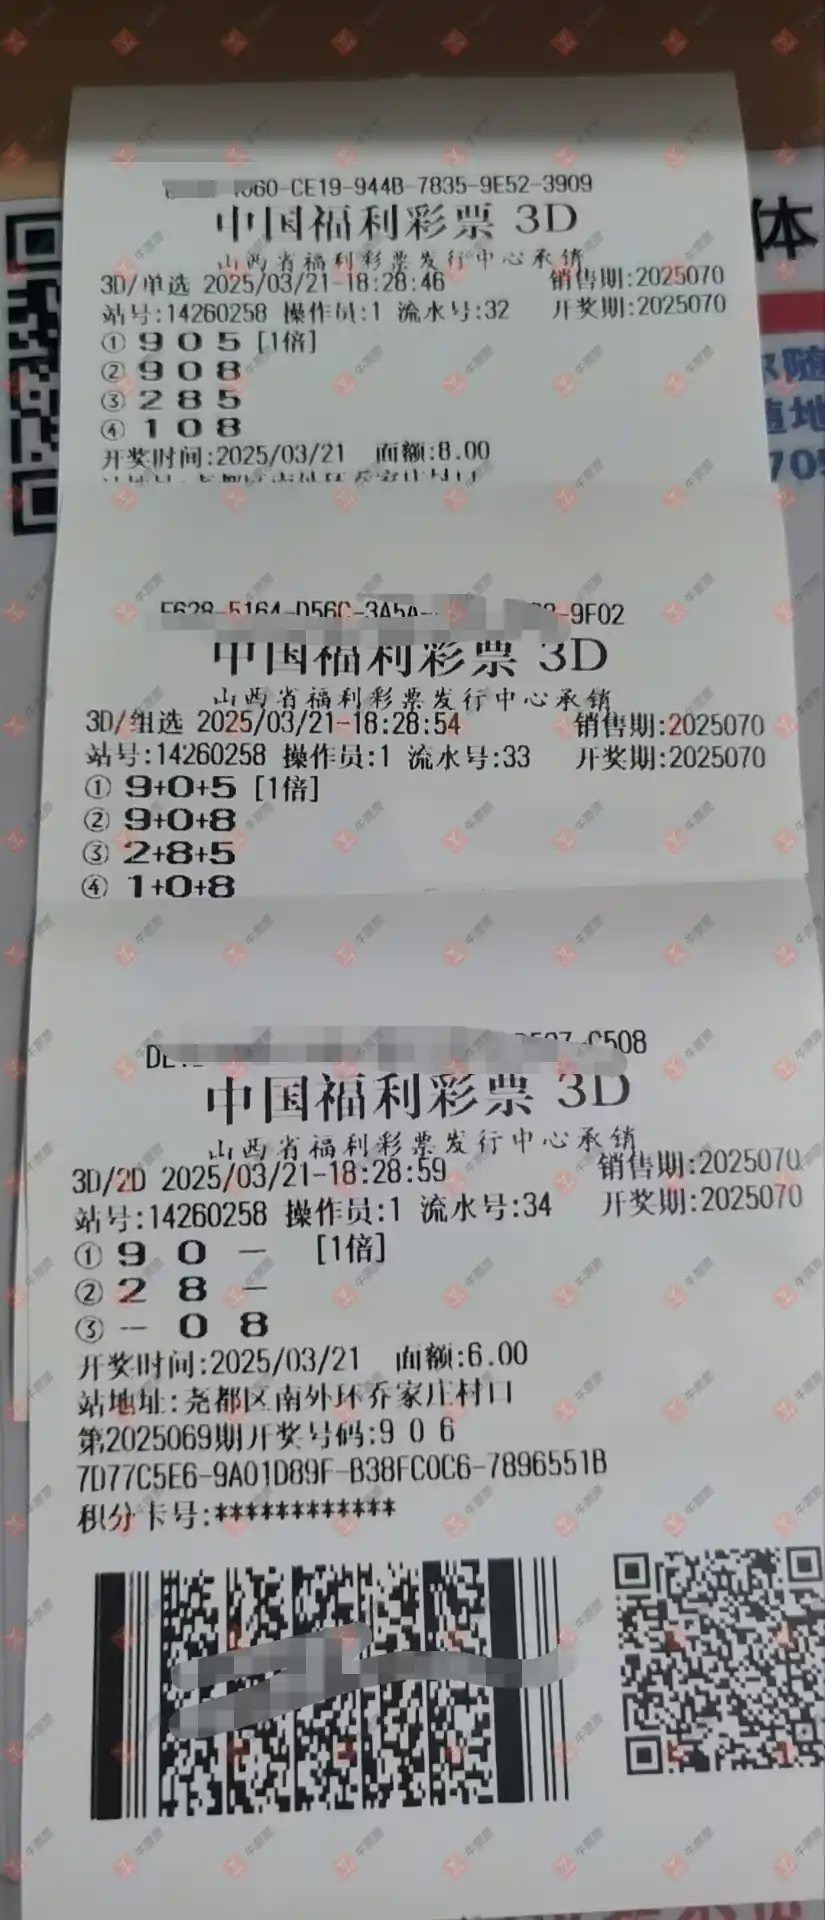 060-CE19-944B-7835-9E52-3909
中国福利彩票 3D
山西省福利彩票发行中心承销
3D/单选 2025/03/21-18:28:46 销售期:2025070
站号:14260258 操作员:1 流水号:32 开奖期:2025070
① 9 0 5 [1倍]
② 9 0 8
③ 2 8 5
④ 1 0 8
开奖时间:2025/03/21 面额:8.00
体
随
随地
705
E628-5164-D56C-3A5A- -9F02
中国福利彩票 3D
山西省福利彩票发行中心承销
3D/组选 2025/03/21-18:28:54 销售期:2025070
站号:14260258 操作员:1 流水号:33 开奖期:2025070
① 9+0+5 [1倍]
② 9+0+8
③ 2+8+5
④ 1+0+8
C508
中国福利彩票 3D
山西省福利彩票发行中心承销
3D/2D 2025/03/21-18:28:59 销售期:2025070
站号:14260258 操作员:1 流水号:34 开奖期:2025070
① 9 0 — [1倍]
② 2 8 —
③ — 0 8
开奖时间:2025/03/21 面额:6.00
站地址:尧都区南外环乔家庄村口
第2025069期开奖号码:9 0 6
7D77C5E6-9A01D89F-B38FC0C6-7896551B
积分卡号:************